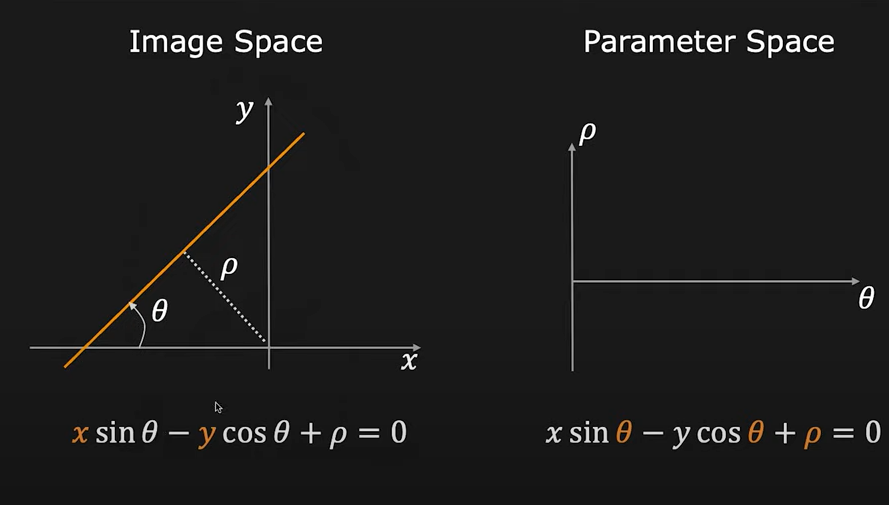 Image Space
y
ρ
θ
x
x sin θ − y cos θ + ρ = 0
Parameter Space
ρ
θ
x sin θ − y cos θ + ρ = 0